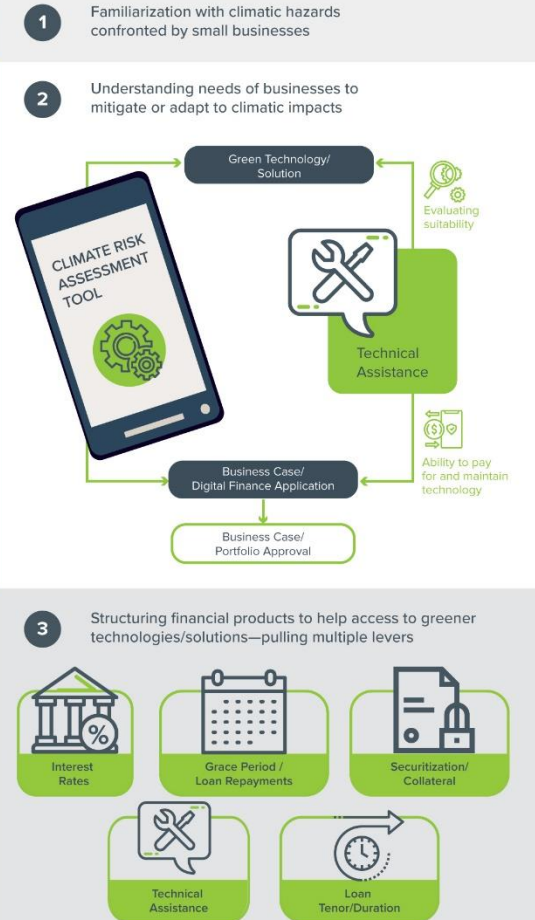 1
Familiarization with climatic hazards
confronted by small businesses
2
Understanding needs of businesses to
mitigate or adapt to climatic impacts
Green Technology/
Solution
Evaluating
suitability
CLIMATE RISK
ASSESSMENT
TOOL
Technical
Assistance
Ability to pay
for and maintain
technology
Business Case/
Digital Finance Application
Business Case/
Portfolio Approval
3
Structuring financial products to help access to greener
technologies/solutions—pulling multiple levers
%
Interest
Rates
Grace Period /
Loan Repayments
Securitization/
Collateral
Technical
Assistance
Loan
Tenor/Duration